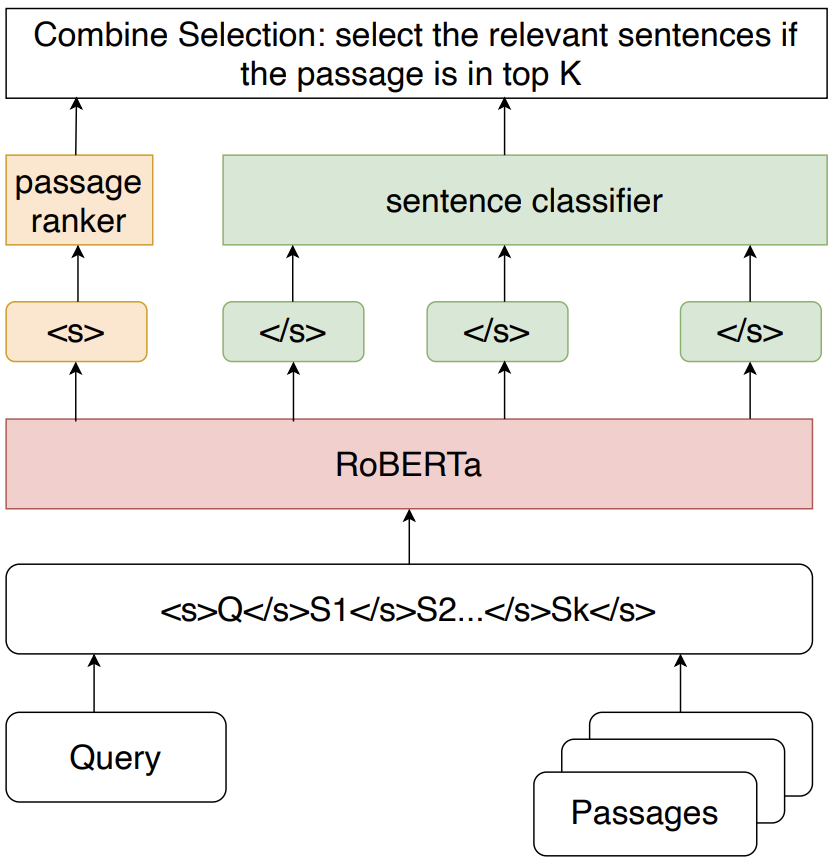 Combine Selection: select the relevant sentences if
the passage is in top K
passage
ranker
sentence classifier
<s>
</s>
</s>
</s>
RoBERTa
<s>Q</s>S1</s>S2...</s>Sk</s>
Query
Passages